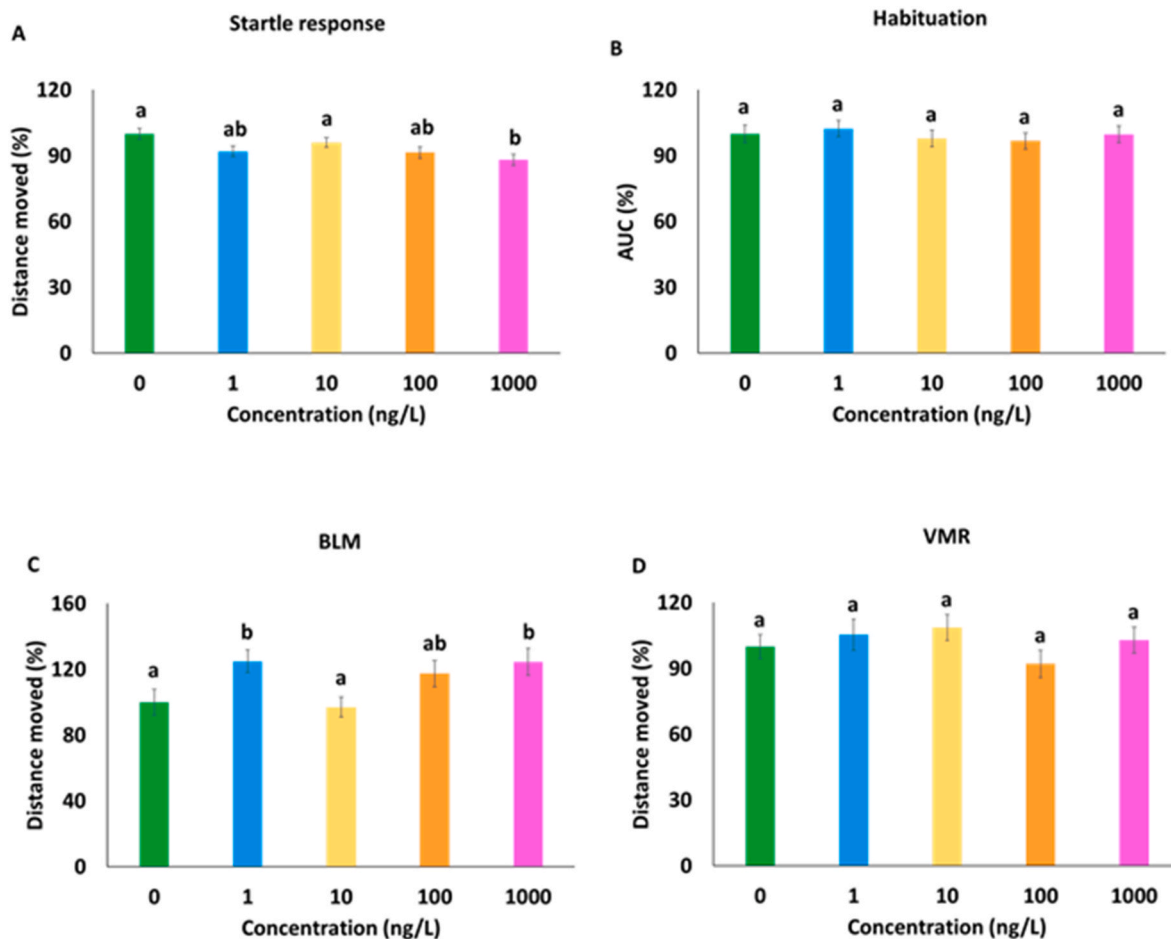 A
Startle response
120
90
60
30
0
Distance moved (%)
a
ab
a
ab
b
0 1 10 100 1000
Concentration (ng/L)
B
Habituation
120
90
60
30
0
AUC (%)
a
a
a
a
a
0 1 10 100 1000
Concentration (ng/L)
C
BLM
160
120
80
40
0
Distance moved (%)
a
b
a
ab
b
0 1 10 100 1000
Concentration (ng/L)
D
VMR
120
90
60
30
0
Distance moved (%)
a
a
a
a
a
0 1 10 100 1000
Concentration (ng/L)